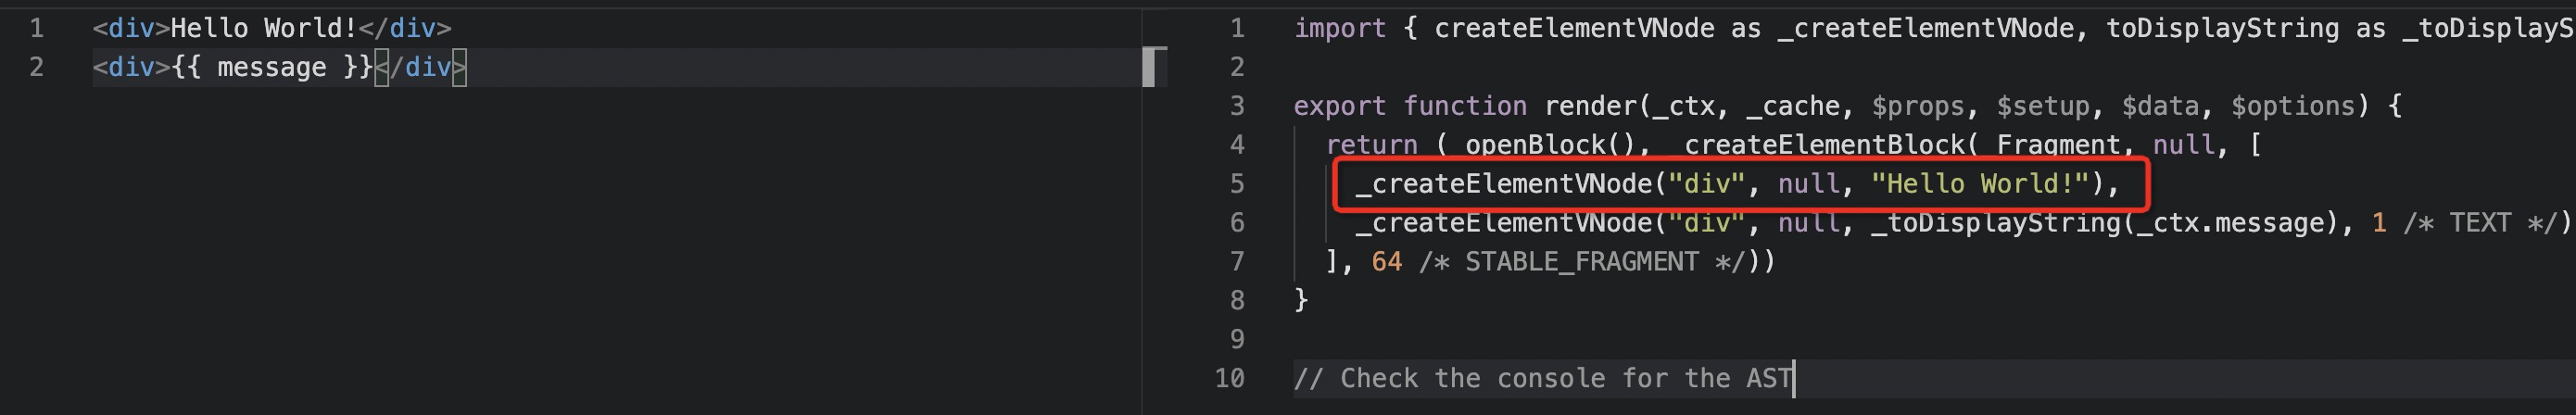 1 <div>Hello World!</div>
2 <div>{{ message }}</div>
1 import { createElementVNode as _createElementVNode, toDisplayString as _toDisplayS
2
3 export function render(_ctx, _cache, $props, $setup, $data, $options) {
4 return (_openBlock(), _createElementBlock(_Fragment, null, [
5 _createElementVNode("div", null, "Hello World!"),
6 _createElementVNode("div", null, _toDisplayString(_ctx.message), 1 /* TEXT */)
7 ], 64 /* STABLE_FRAGMENT */))
8 }
9
10 // Check the console for the AST